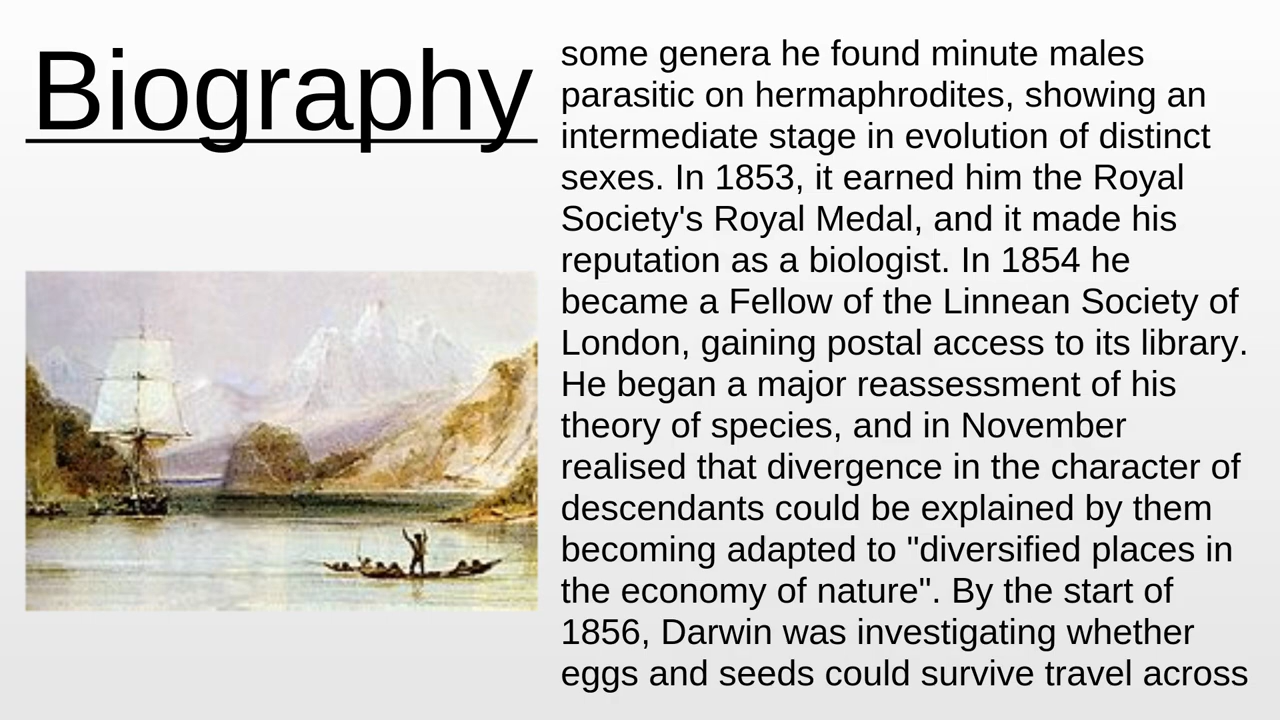 Biography
some genera he found minute males
parasitic on hermaphrodites, showing an
intermediate stage in evolution of distinct
sexes. In 1853, it earned him the Royal
Society's Royal Medal, and it made his
reputation as a biologist. In 1854 he
became a Fellow of the Linnean Society of
London, gaining postal access to its library.
He began a major reassessment of his
theory of species, and in November
realised that divergence in the character of
descendants could be explained by them
becoming adapted to "diversified places in
the economy of nature". By the start of
1856, Darwin was investigating whether
eggs and seeds could survive travel across